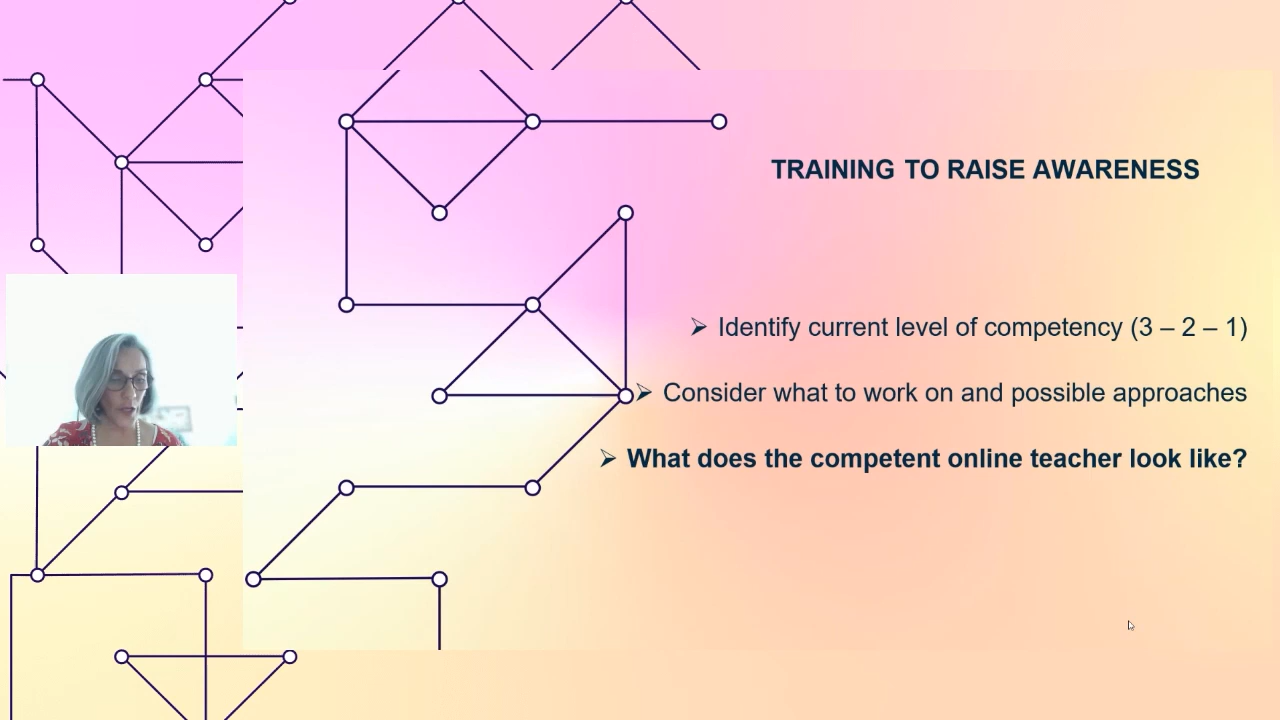 TRAINING TO RAISE AWARENESS
➢ Identify current level of competency (3 – 2 – 1)
➢ Consider what to work on and possible approaches
➢ What does the competent online teacher look like?